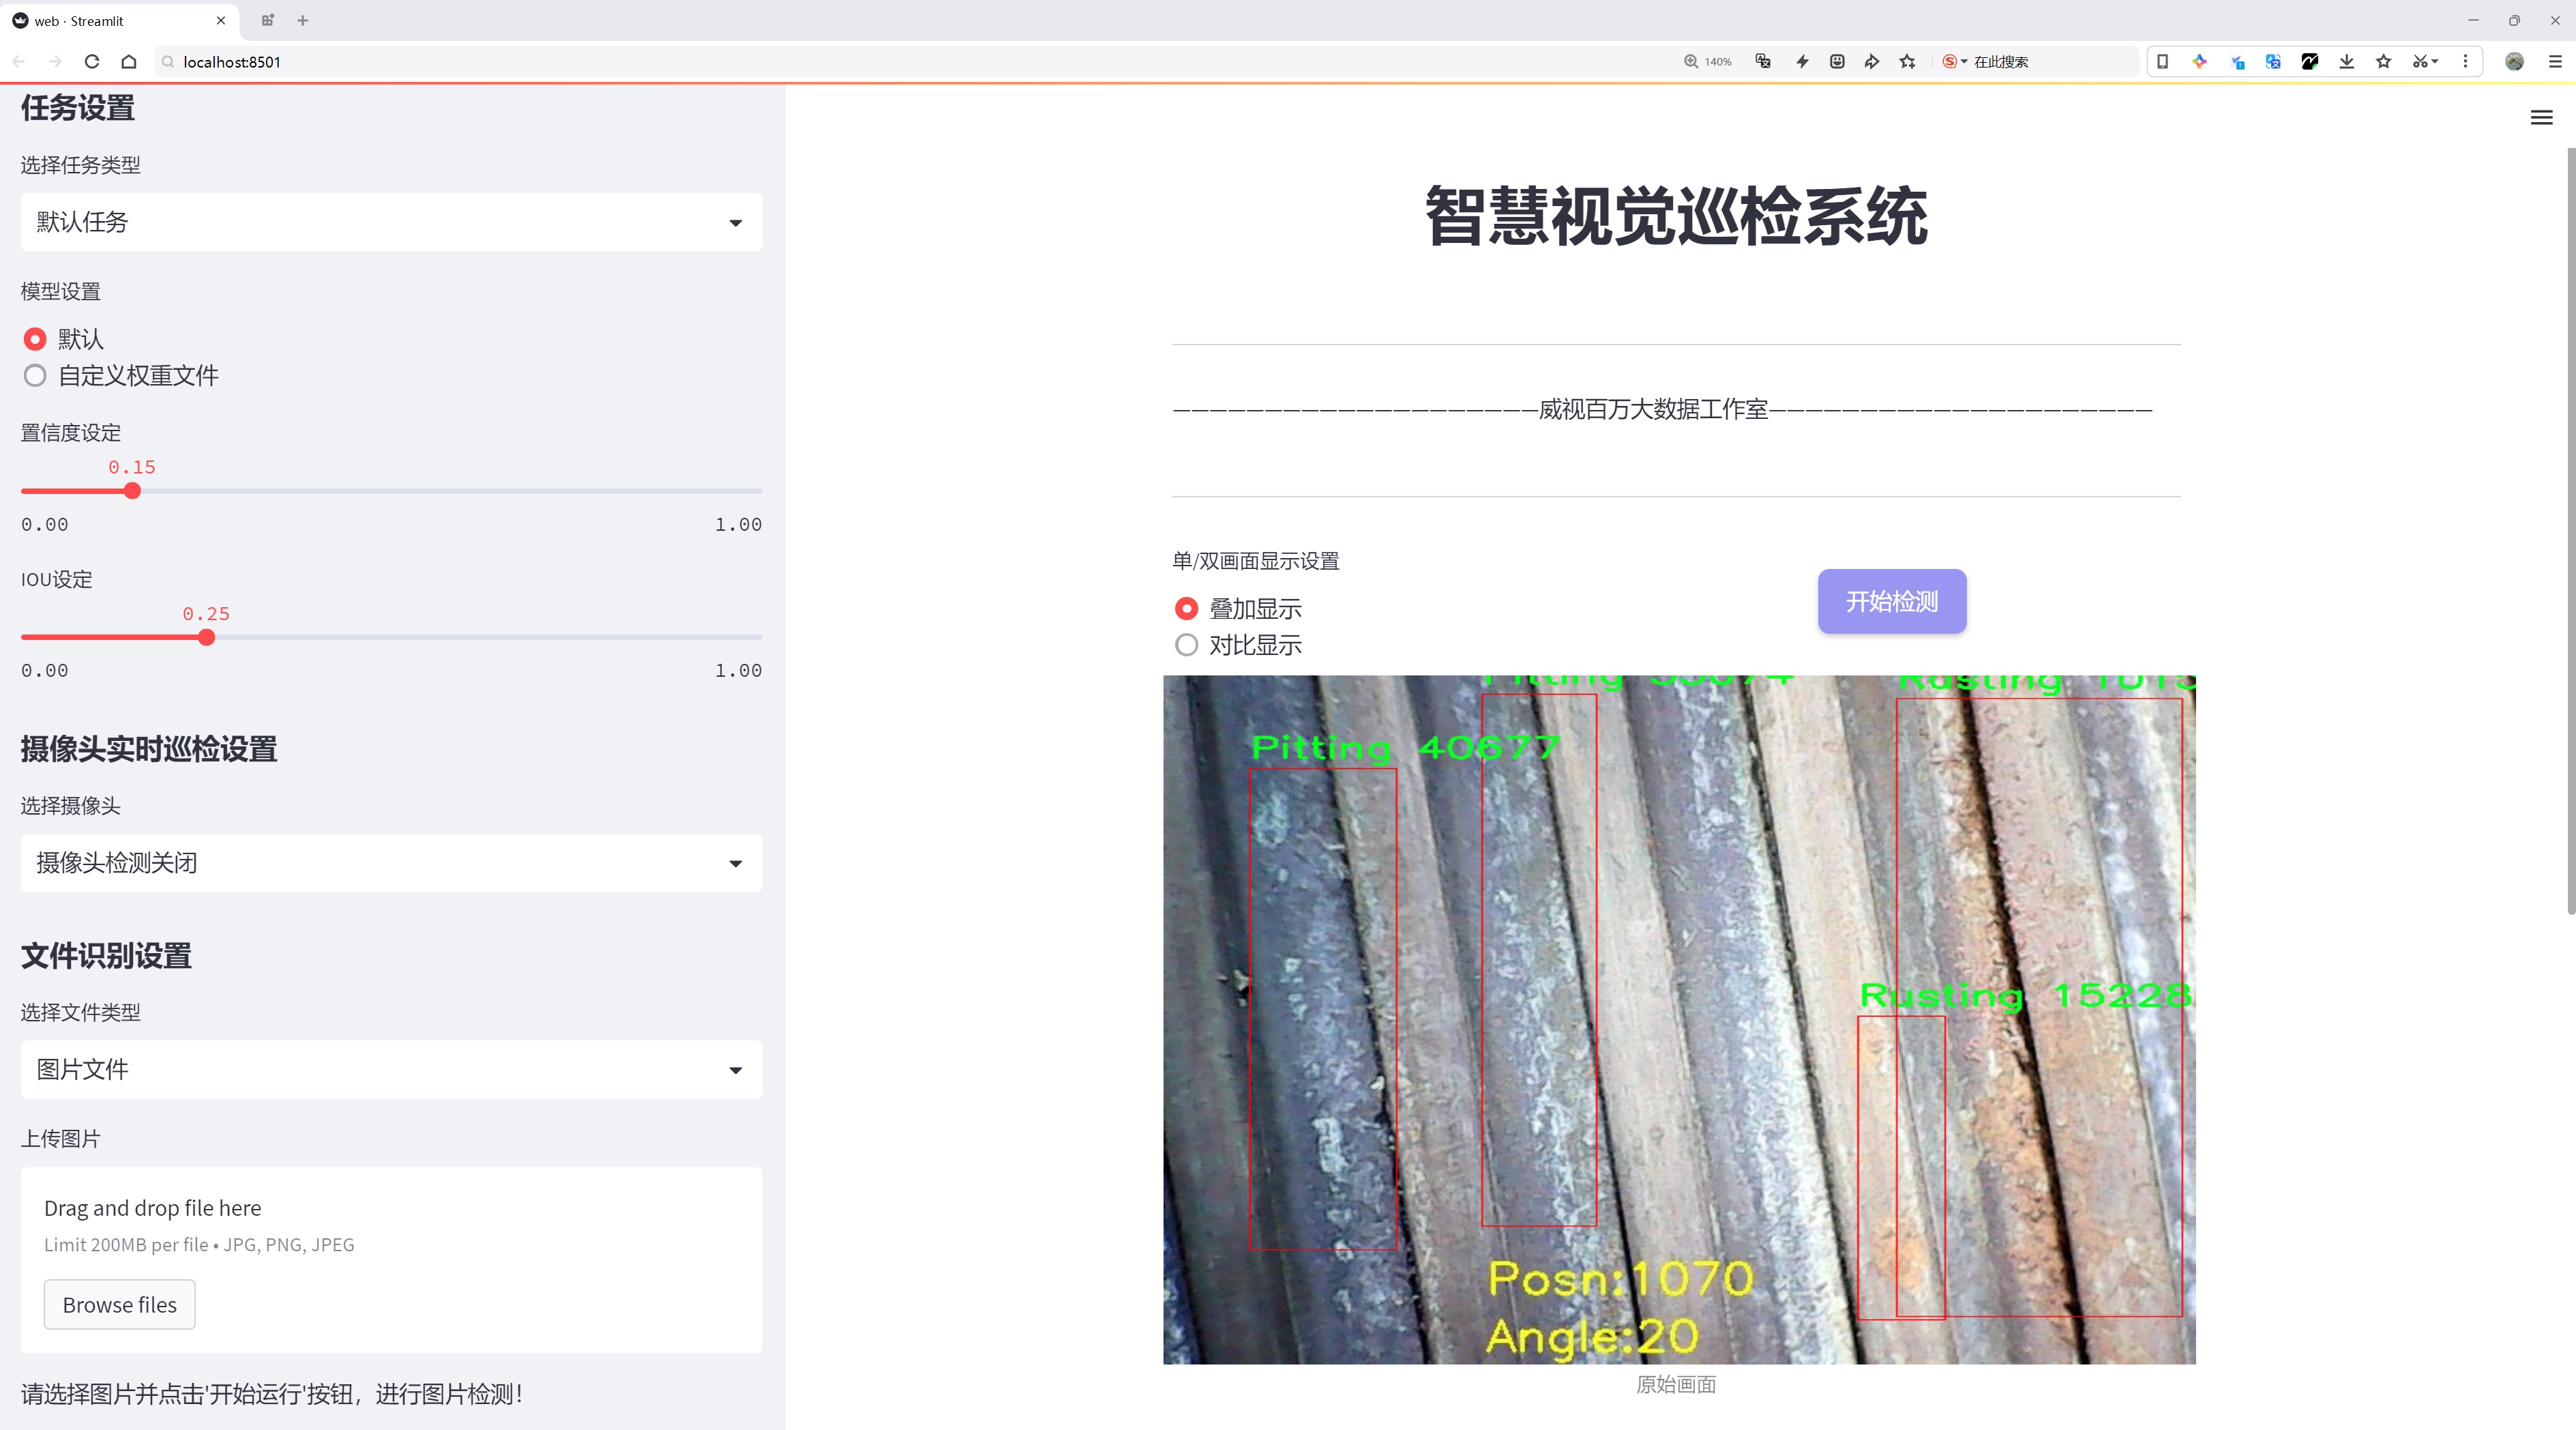 web · Streamlit
localhost:8501
140%
在此搜索
任务设置
选择任务类型
默认任务
模型设置
默认
自定义权重文件
置信度设定
0.15
0.00
1.00
IOU设定
0.25
0.00
1.00
摄像头实时巡检设置
选择摄像头
摄像头检测关闭
文件识别设置
选择文件类型
图片文件
上传图片
Drag and drop file here
Limit 200MB per file • JPG, PNG, JPEG
Browse files
请选择图片并点击'开始运行'按钮，进行图片检测！
智慧视觉巡检系统
—————————————————————威视百万大数据工作室——————————————————————
单/双画面显示设置
叠加显示
对比显示
开始检测
Pitting
Rusting
Pitting 40677
Rusting 15228
Posn:1070
Angle:20
原始画面